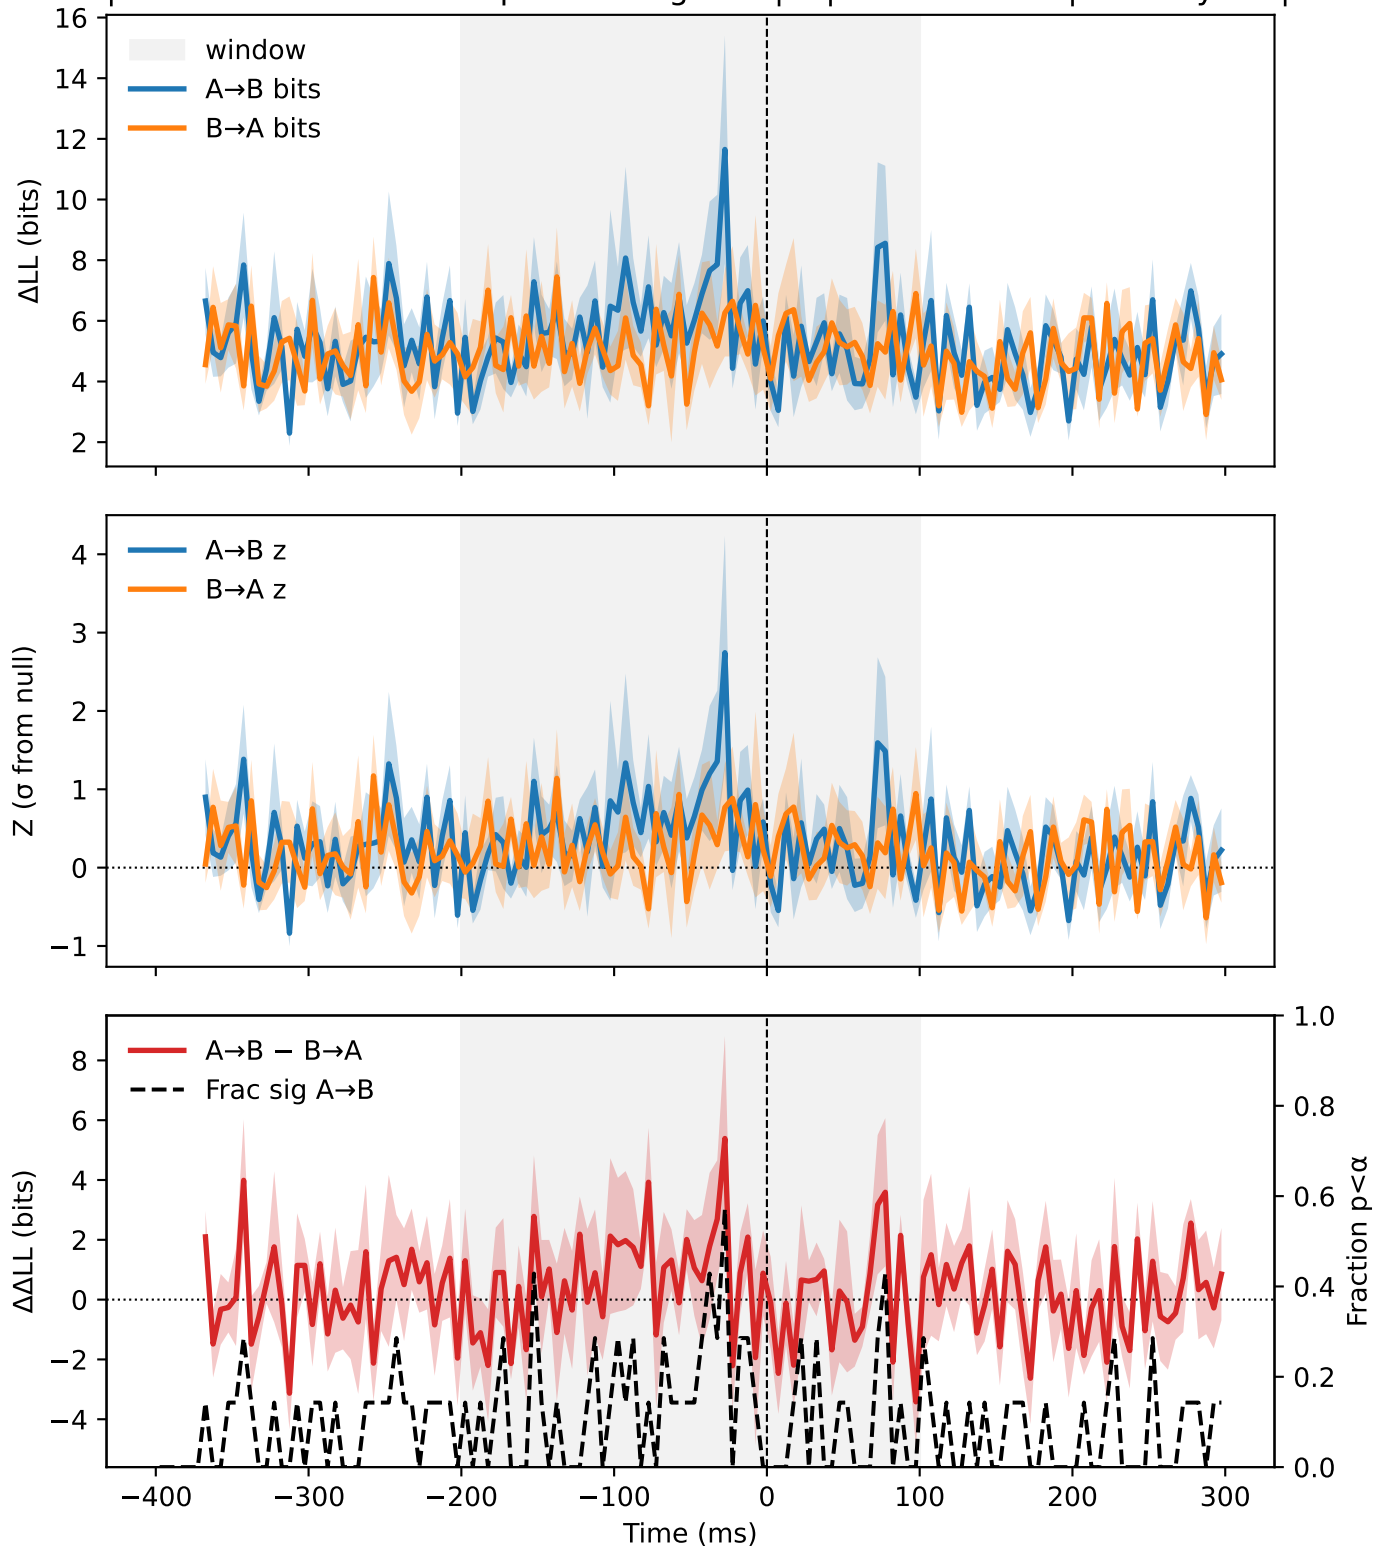 16
14
12
10
8
6
4
2
ΔLL (bits)
window
A→B bits
B→A bits
4
3
2
1
0
−1
Z (σ from null)
A→B z
B→A z
8
6
4
2
0
−2
−4
ΔΔLL (bits)
A→B − B→A
Frac sig A→B
1.0
0.8
0.6
0.4
0.2
0.0
Fraction p<α
−400 −300 −200 −100 0 100 200 300
Time (ms)